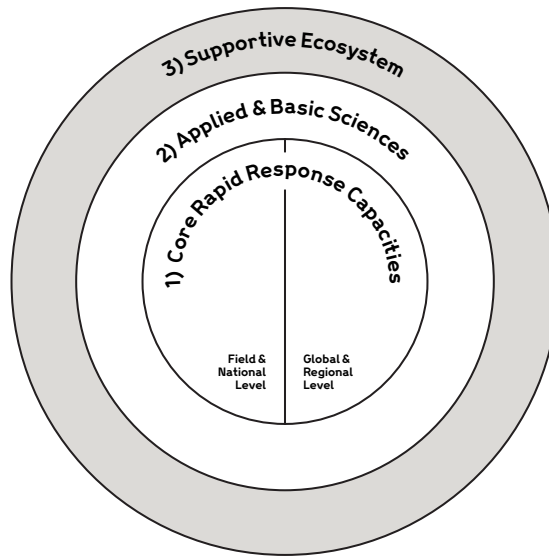 3) Supportive Ecosystem
2) Applied & Basic Sciences
1) Core Rapid Response Capacities
Field &
National
Level
Global &
Regional
Level